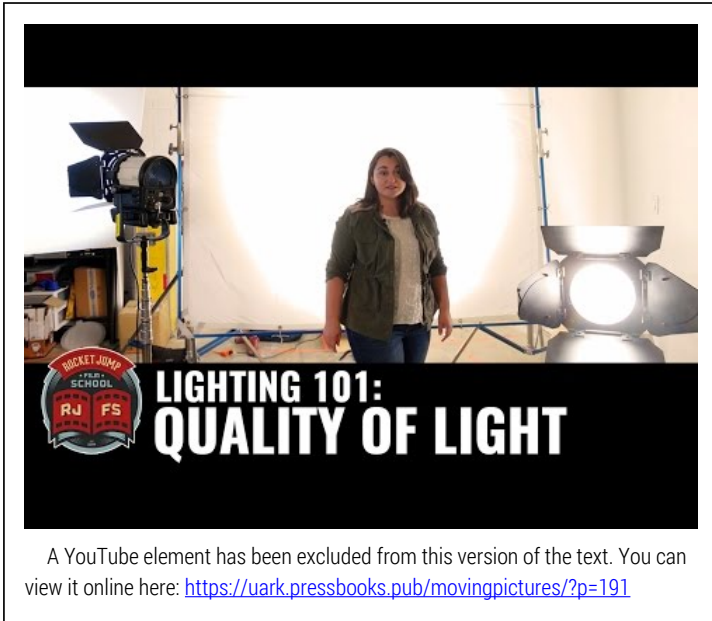 ROCKET JUMP
FILM
SCHOOL
RJ FS
LIGHTING 101:
QUALITY OF LIGHT
A YouTube element has been excluded from this version of the text. You can
view it online here: https://uark.pressbooks.pub/movingpictures/?p=191